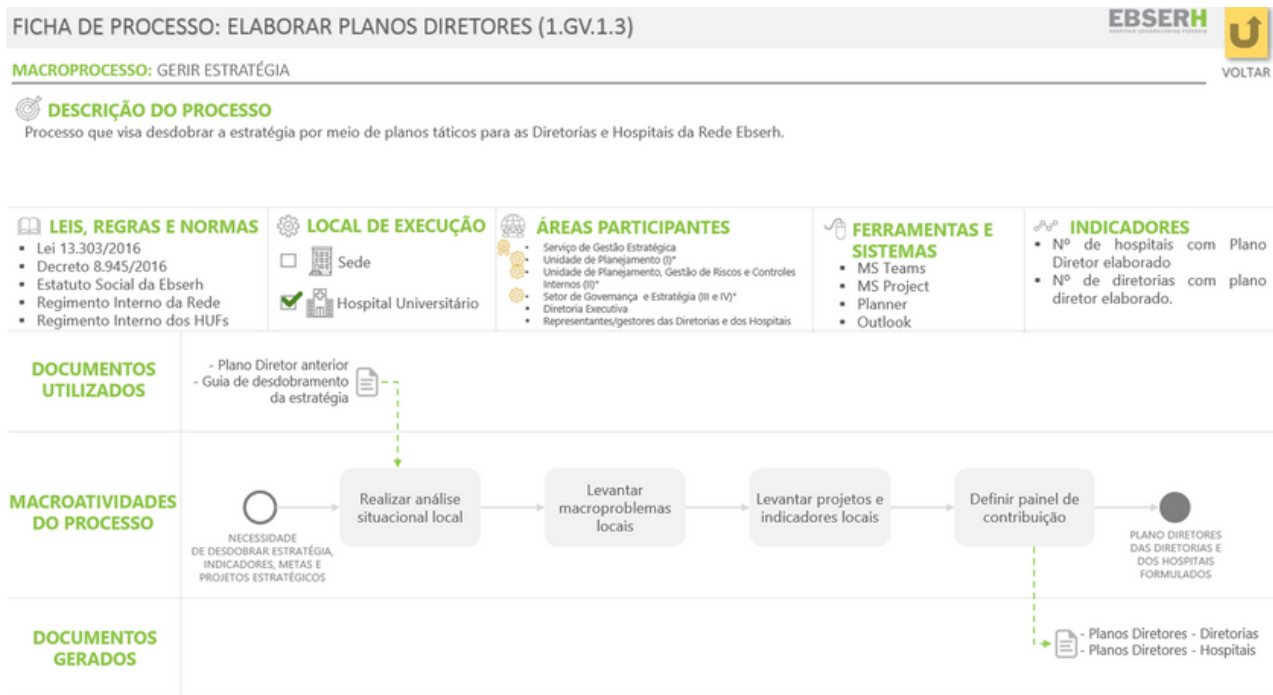 FICHA DE PROCESSO: ELABORAR PLANOS DIRETORES (1.GV.1.3)
EBSERH
HOSPITAIS UNIVERSITÁRIOS FEDERAIS
VOLTAR
MACROPROCESSO: GERIR ESTRATÉGIA
DESCRIÇÃO DO PROCESSO
Processo que visa desdobrar a estratégia por meio de planos táticos para as Diretorias e Hospitais da Rede Ebserh.
LEIS, REGRAS E NORMAS
▪ Lei 13.303/2016
▪ Decreto 8.945/2016
▪ Estatuto Social da Ebserh
▪ Regimento Interno da Rede
▪ Regimento Interno dos HUFs
LOCAL DE EXECUÇÃO
Sede
Hospital Universitário
ÁREAS PARTICIPANTES
▪ Serviço de Gestão Estratégica
▪ Unidade de Planejamento (I)*
▪ Unidade de Planejamento, Gestão de Riscos e Controles
Internos (II)*
▪ Setor de Governança e Estratégia (III e IV)*
▪ Diretoria Executiva
▪ Representantes/gestores das Diretorias e dos Hospitais
FERRAMENTAS E
SISTEMAS
▪ MS Teams
▪ MS Project
▪ Planner
▪ Outlook
INDICADORES
▪ Nº de hospitais com Plano
Diretor elaborado
▪ Nº de diretorias com plano
diretor elaborado.
DOCUMENTOS
UTILIZADOS
- Plano Diretor anterior
- Guia de desdobramento
da estratégia
MACROATIVIDADES
DO PROCESSO
NECESSIDADE
DE DESDOBRAR ESTRATÉGIA,
INDICADORES, METAS E
PROJETOS ESTRATÉGICOS
Realizar análise
situacional local
Levantar
macroproblemas
locais
Levantar projetos e
indicadores locais
Definir painel de
contribuição
PLANO DIRETORES
DAS DIRETORIAS E
DOS HOSPITAIS
FORMULADOS
DOCUMENTOS
GERADOS
- Planos Diretores - Diretorias
- Planos Diretores - Hospitais